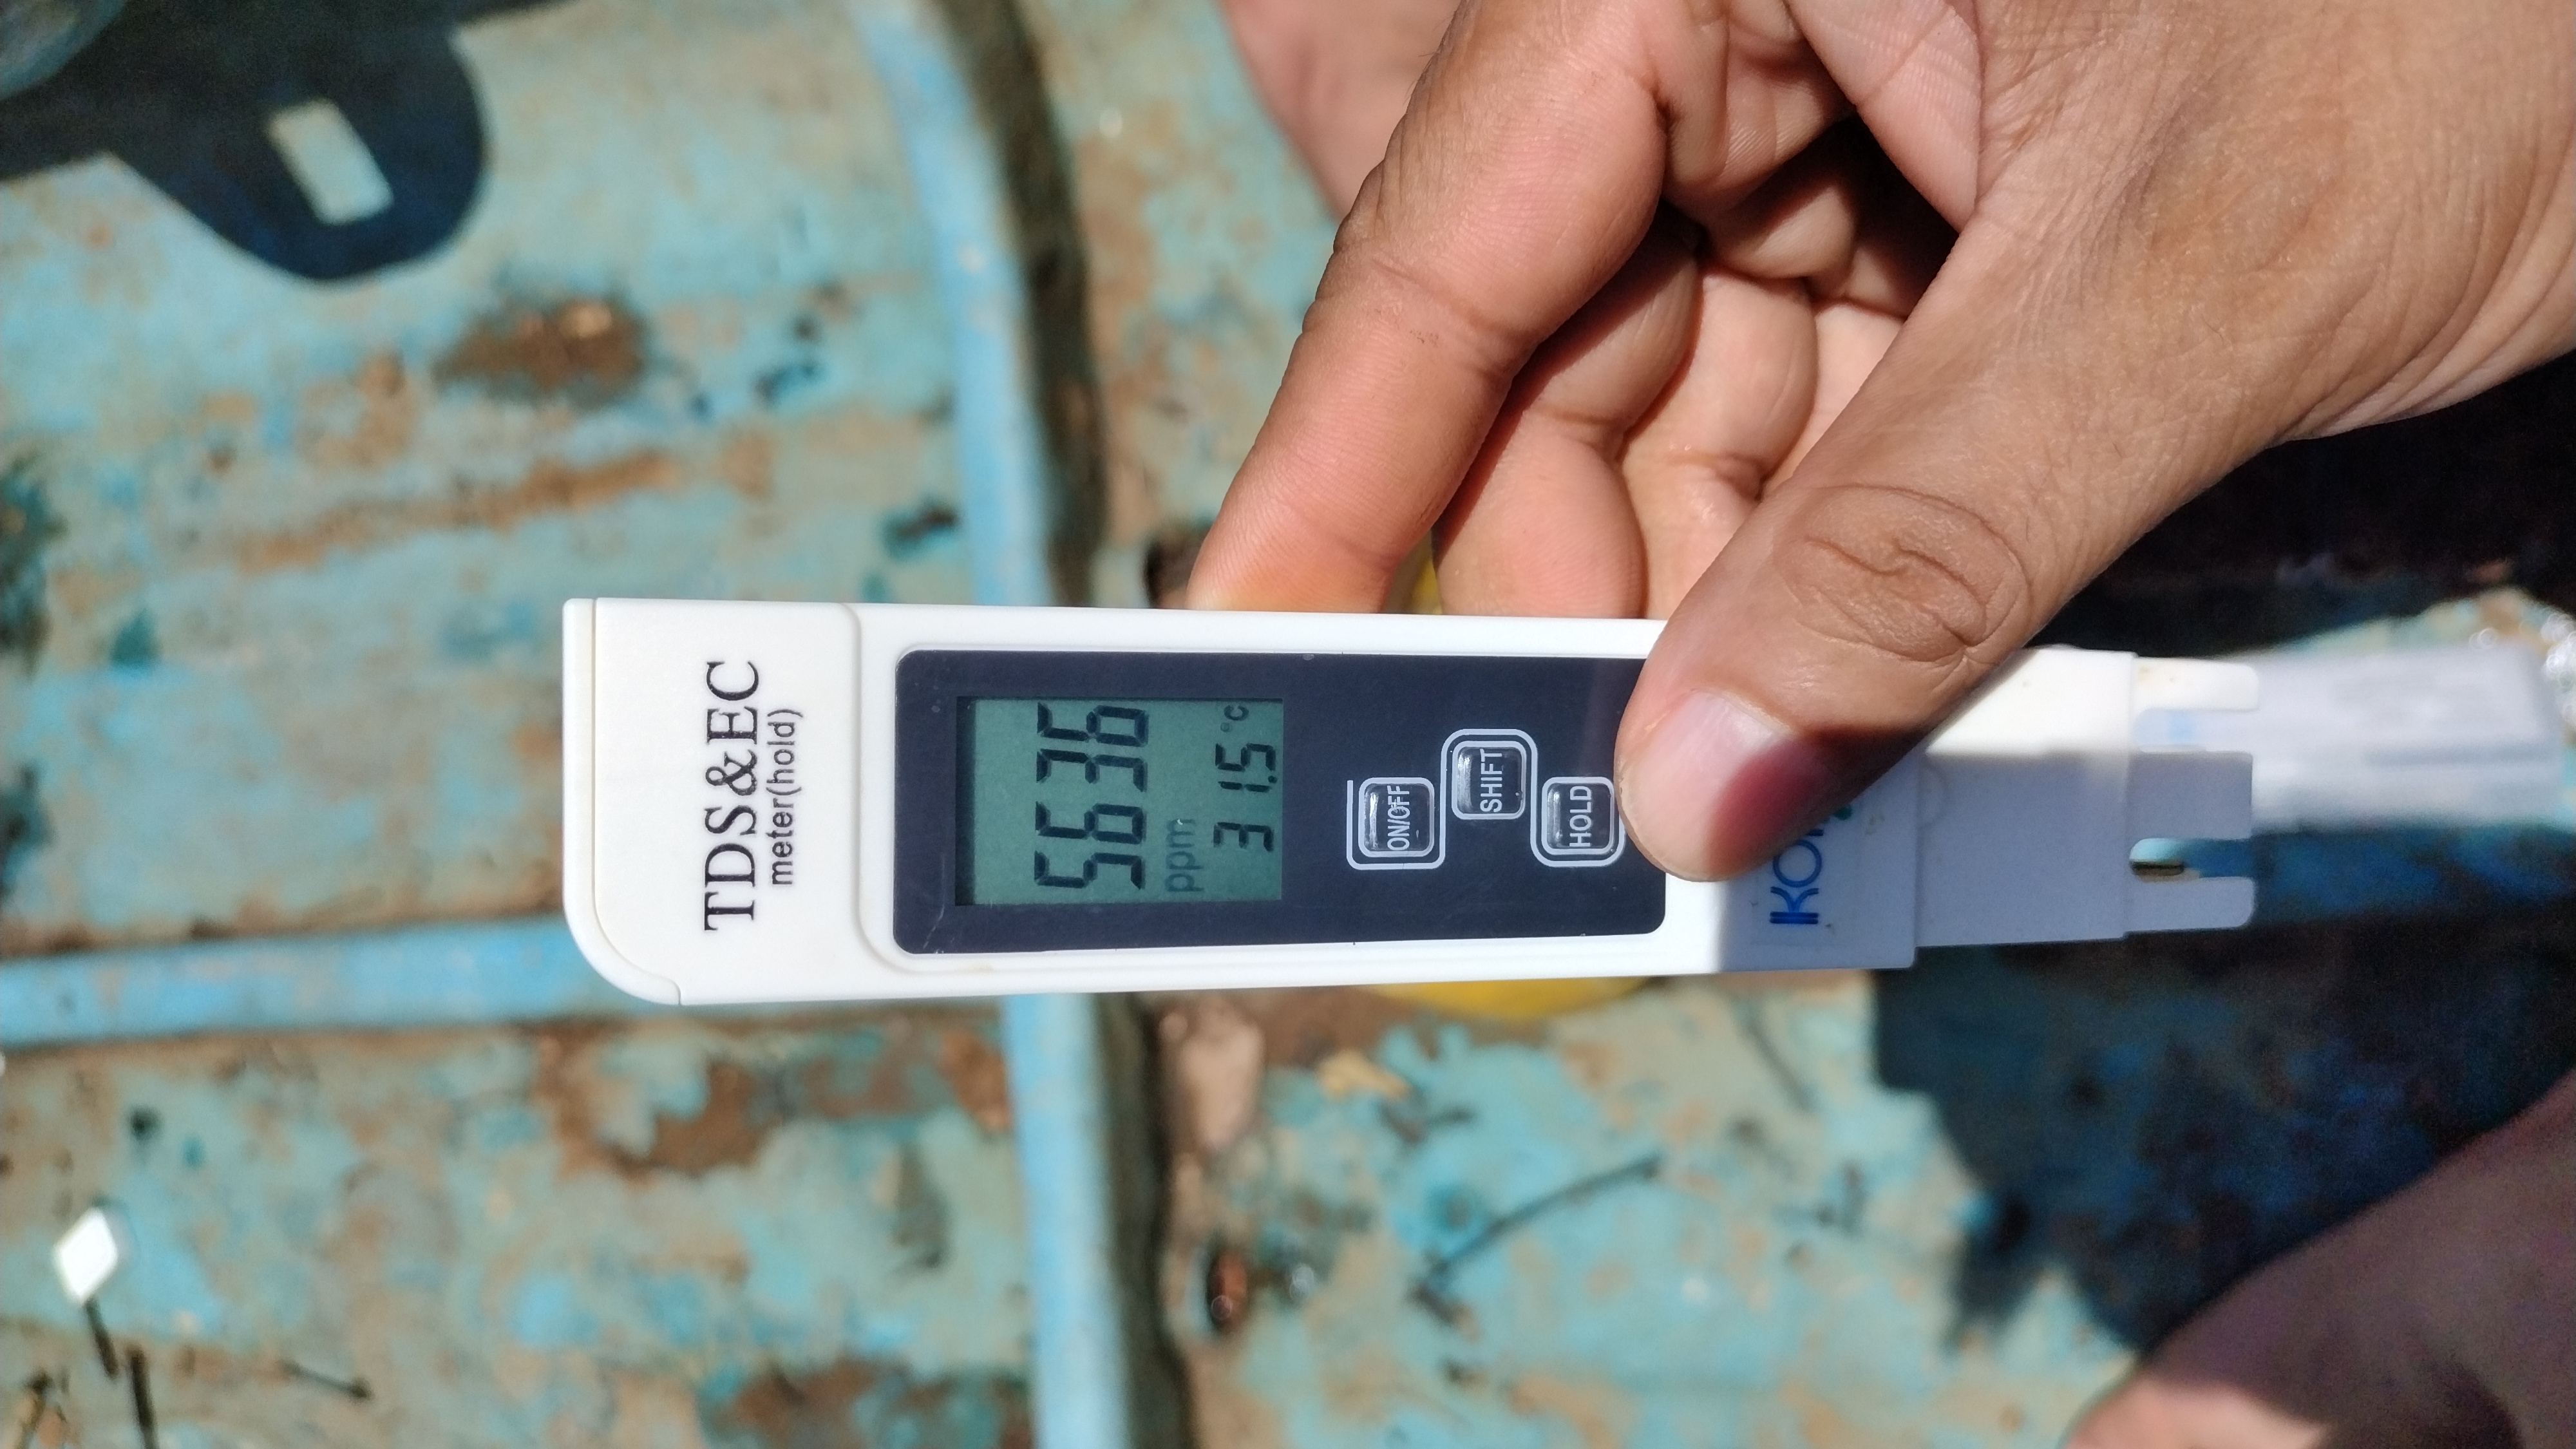 TDS&EC
meter(hold)
5636
ppm
31.5 °C
ON/OFF
SHIFT
HOLD